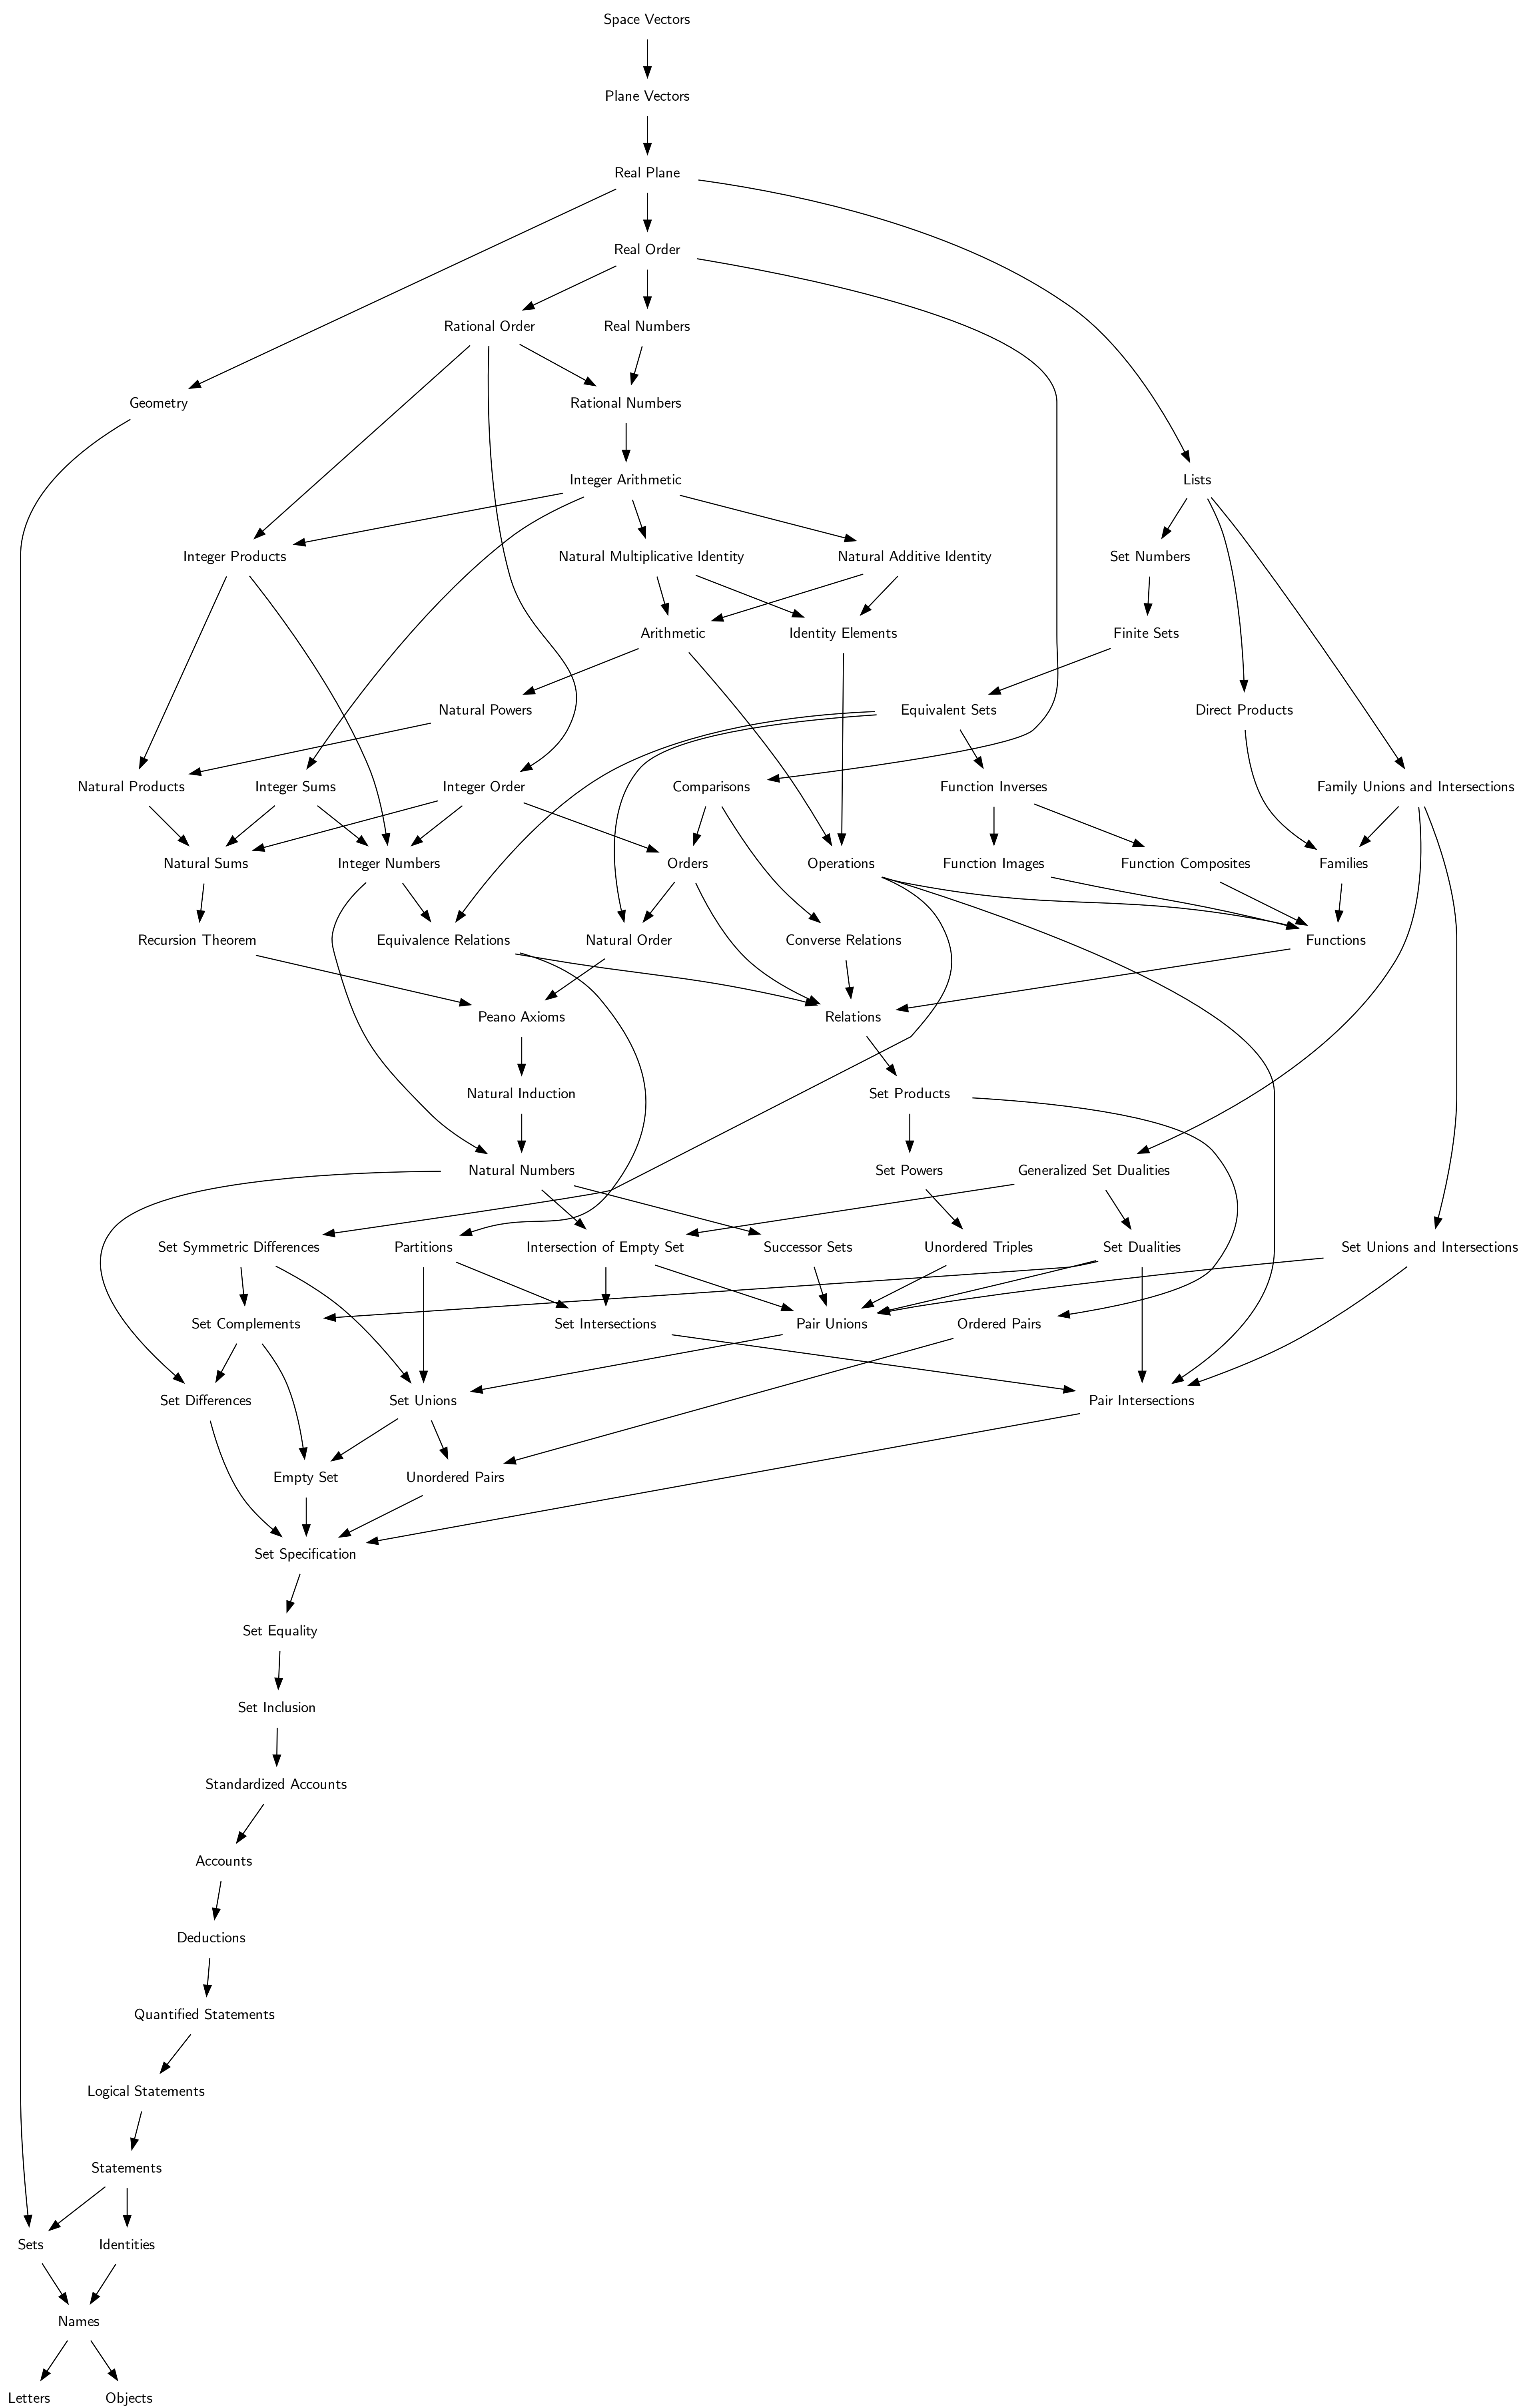 Space Vectors
Plane Vectors
Real Plane
Real Order
Rational Order
Real Numbers
Geometry
Rational Numbers
Integer Arithmetic
Lists
Integer Products
Natural Multiplicative Identity
Natural Additive Identity
Set Numbers
Arithmetic
Identity Elements
Finite Sets
Natural Powers
Equivalent Sets
Direct Products
Natural Products
Integer Sums
Integer Order
Comparisons
Function Inverses
Family Unions and Intersections
Natural Sums
Integer Numbers
Orders
Operations
Function Images
Function Composites
Families
Recursion Theorem
Equivalence Relations
Natural Order
Converse Relations
Functions
Peano Axioms
Relations
Natural Induction
Set Products
Natural Numbers
Set Powers
Generalized Set Dualities
Set Symmetric Differences
Partitions
Intersection of Empty Set
Successor Sets
Unordered Triples
Set Dualities
Set Unions and Intersections
Set Complements
Set Intersections
Pair Unions
Ordered Pairs
Set Differences
Set Unions
Pair Intersections
Empty Set
Unordered Pairs
Set Specification
Set Equality
Set Inclusion
Standardized Accounts
Accounts
Deductions
Quantified Statements
Logical Statements
Statements
Sets
Identities
Names
Letters
Objects